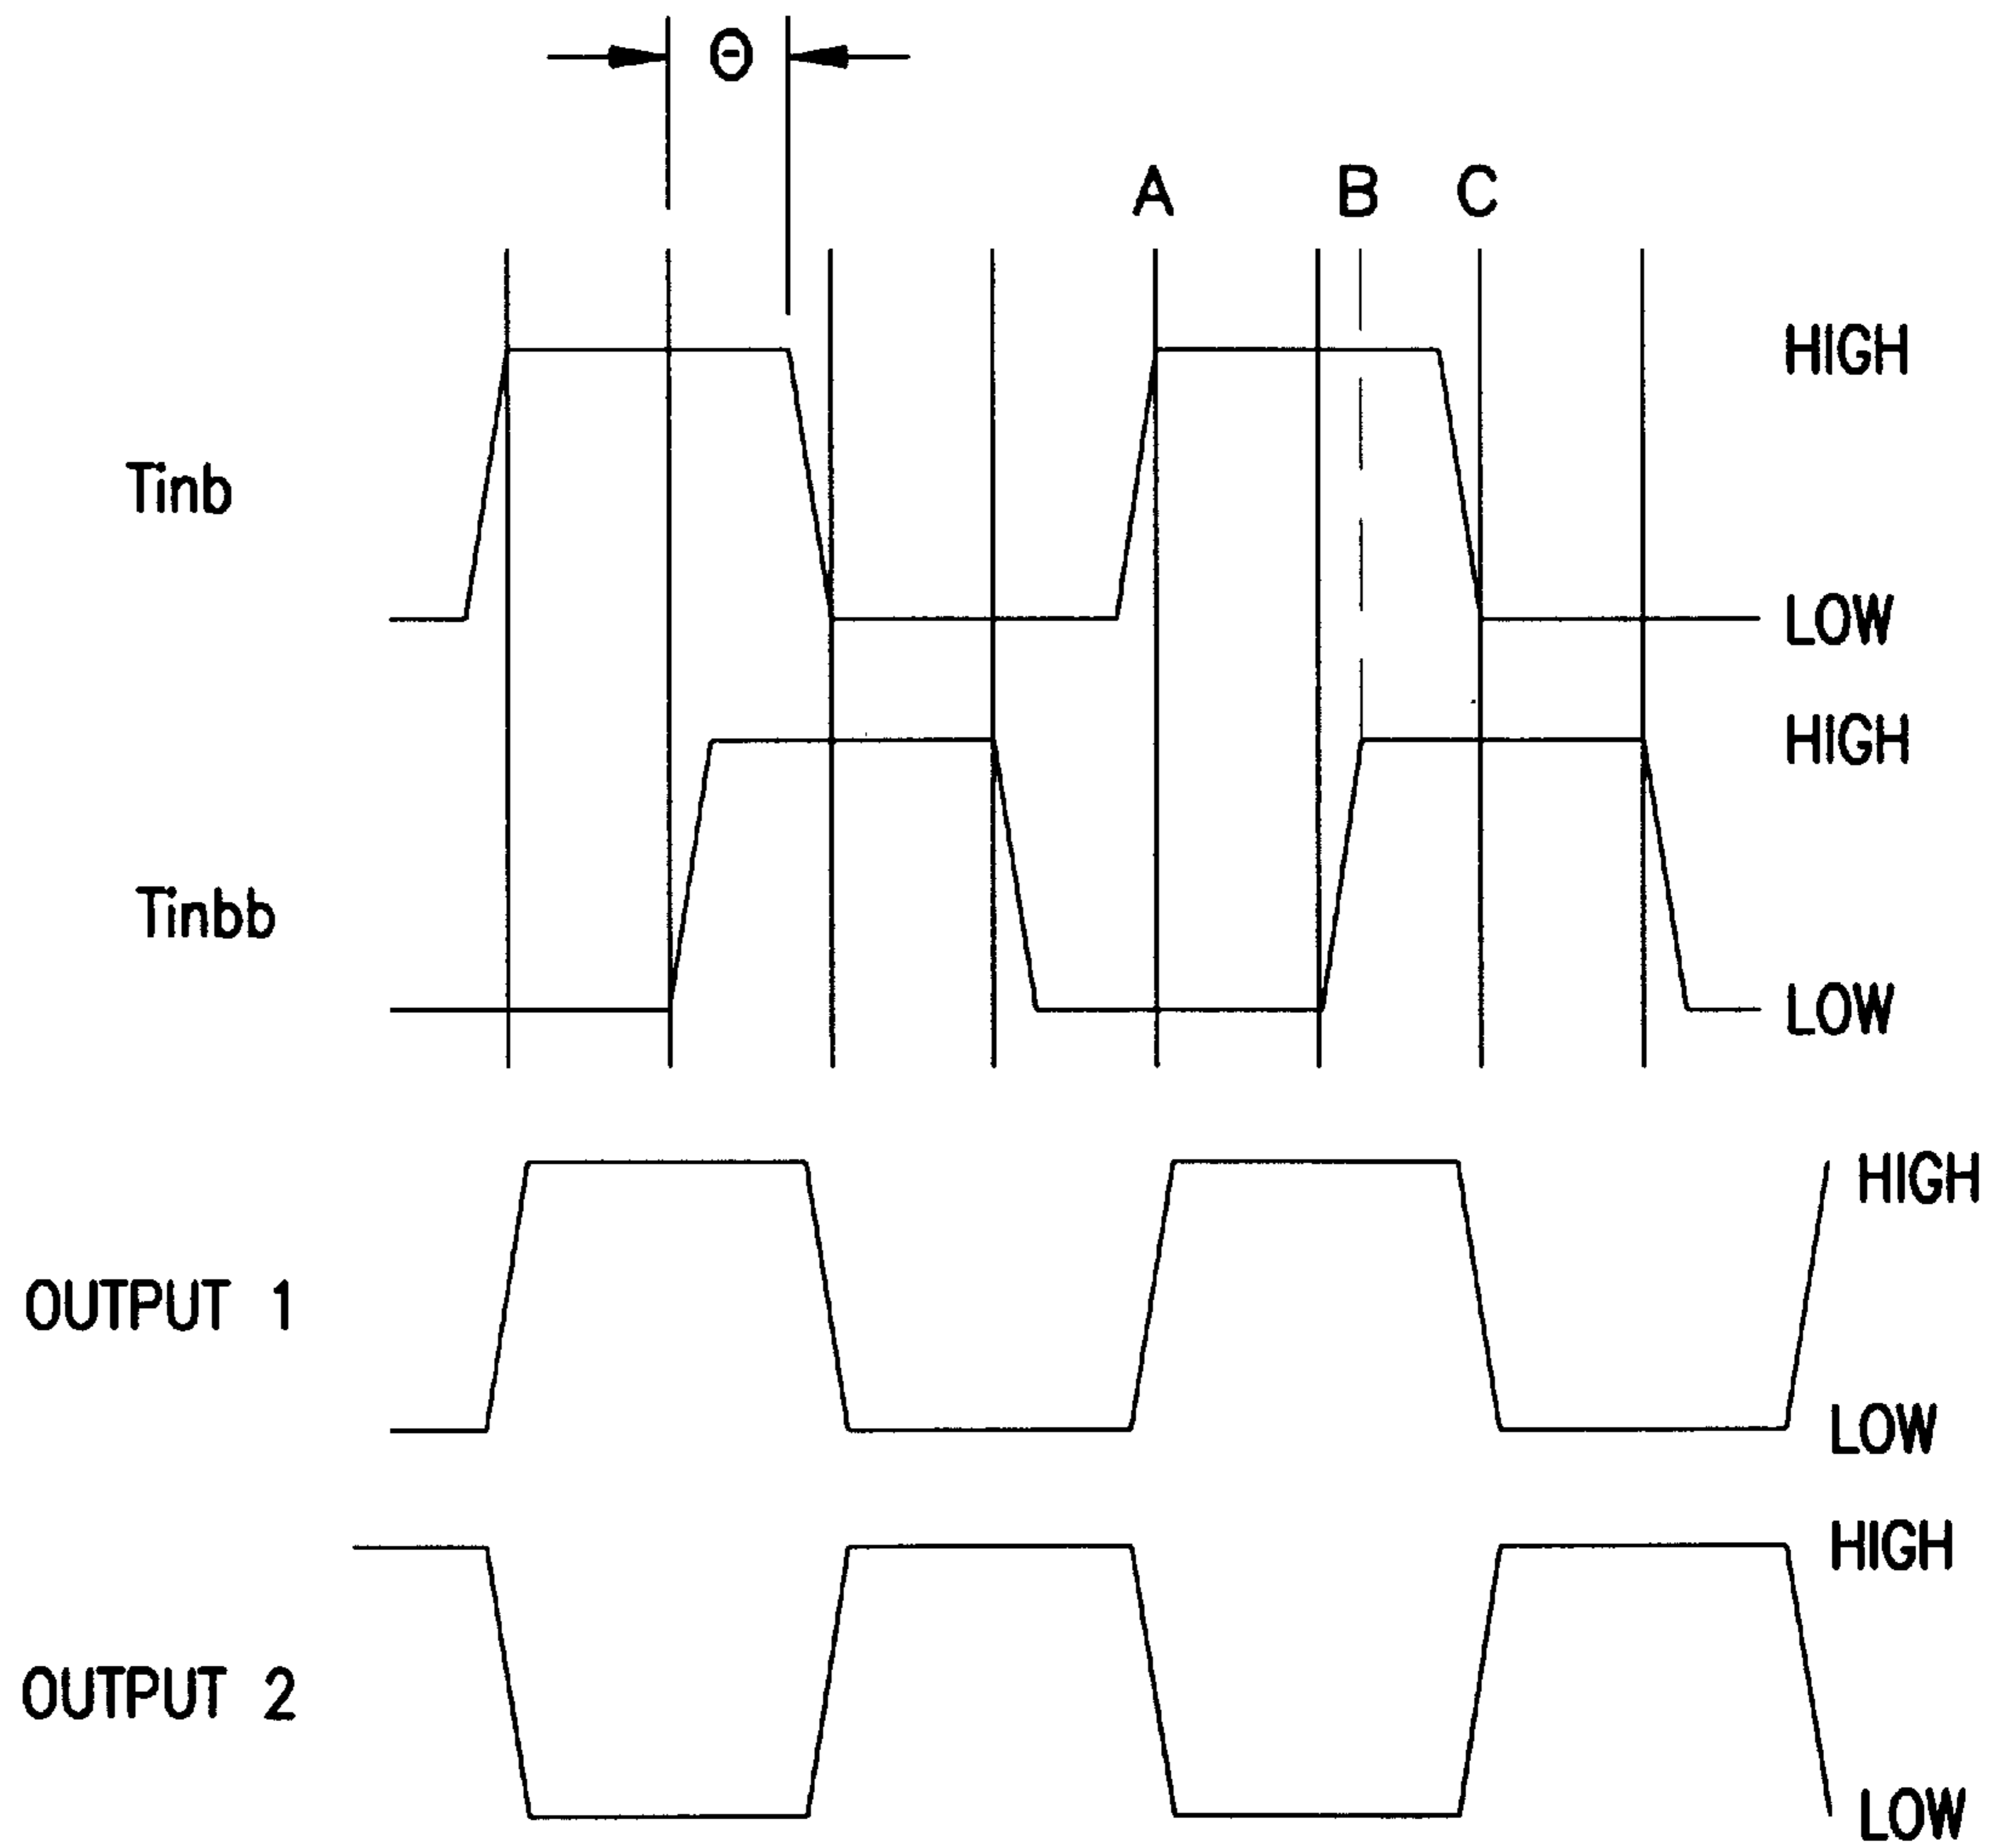 Θ
A B C
HIGH
Tinb
LOW
HIGH
Tinbb
LOW
HIGH
OUTPUT 1
LOW
HIGH
OUTPUT 2
LOW